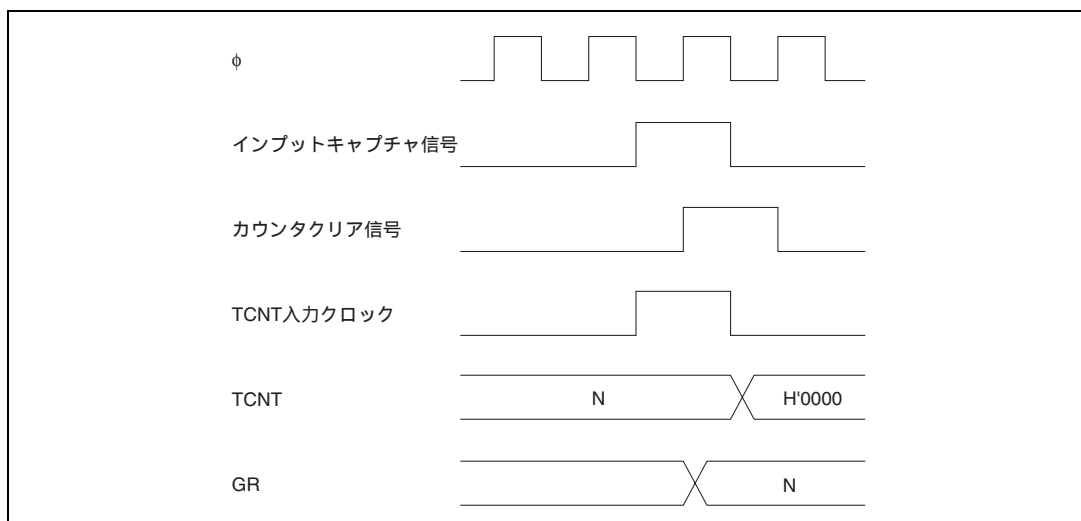 φ
インプットキャプチャ信号
カウンタクリア信号
TCNT入力クロック
TCNT N H'0000
GR N